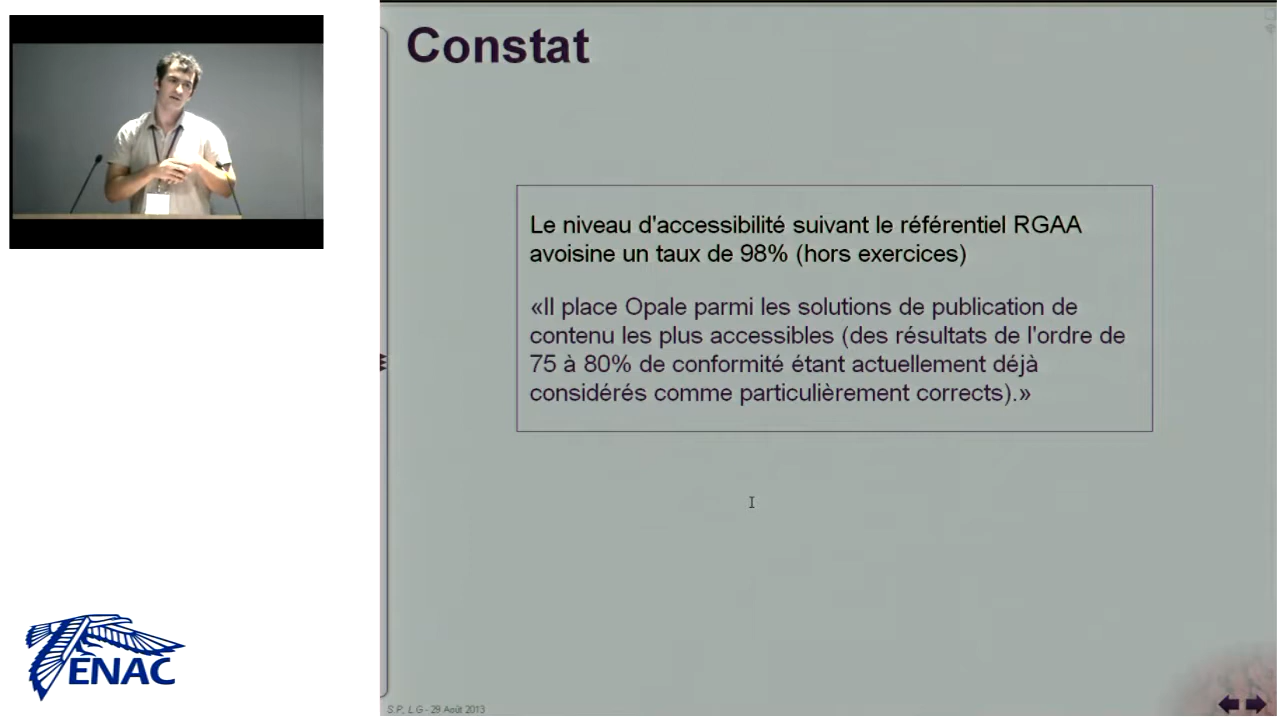 Constat
Le niveau d'accessibilité suivant le référentiel RGAA
avoisine un taux de 98% (hors exercices)
«Il place Opale parmi les solutions de publication de
contenu les plus accessibles (des résultats de l'ordre de
75 à 80% de conformité étant actuellement déjà
considérés comme particulièrement corrects).»
ENAC
S.P., L.G - 29 Août 2013